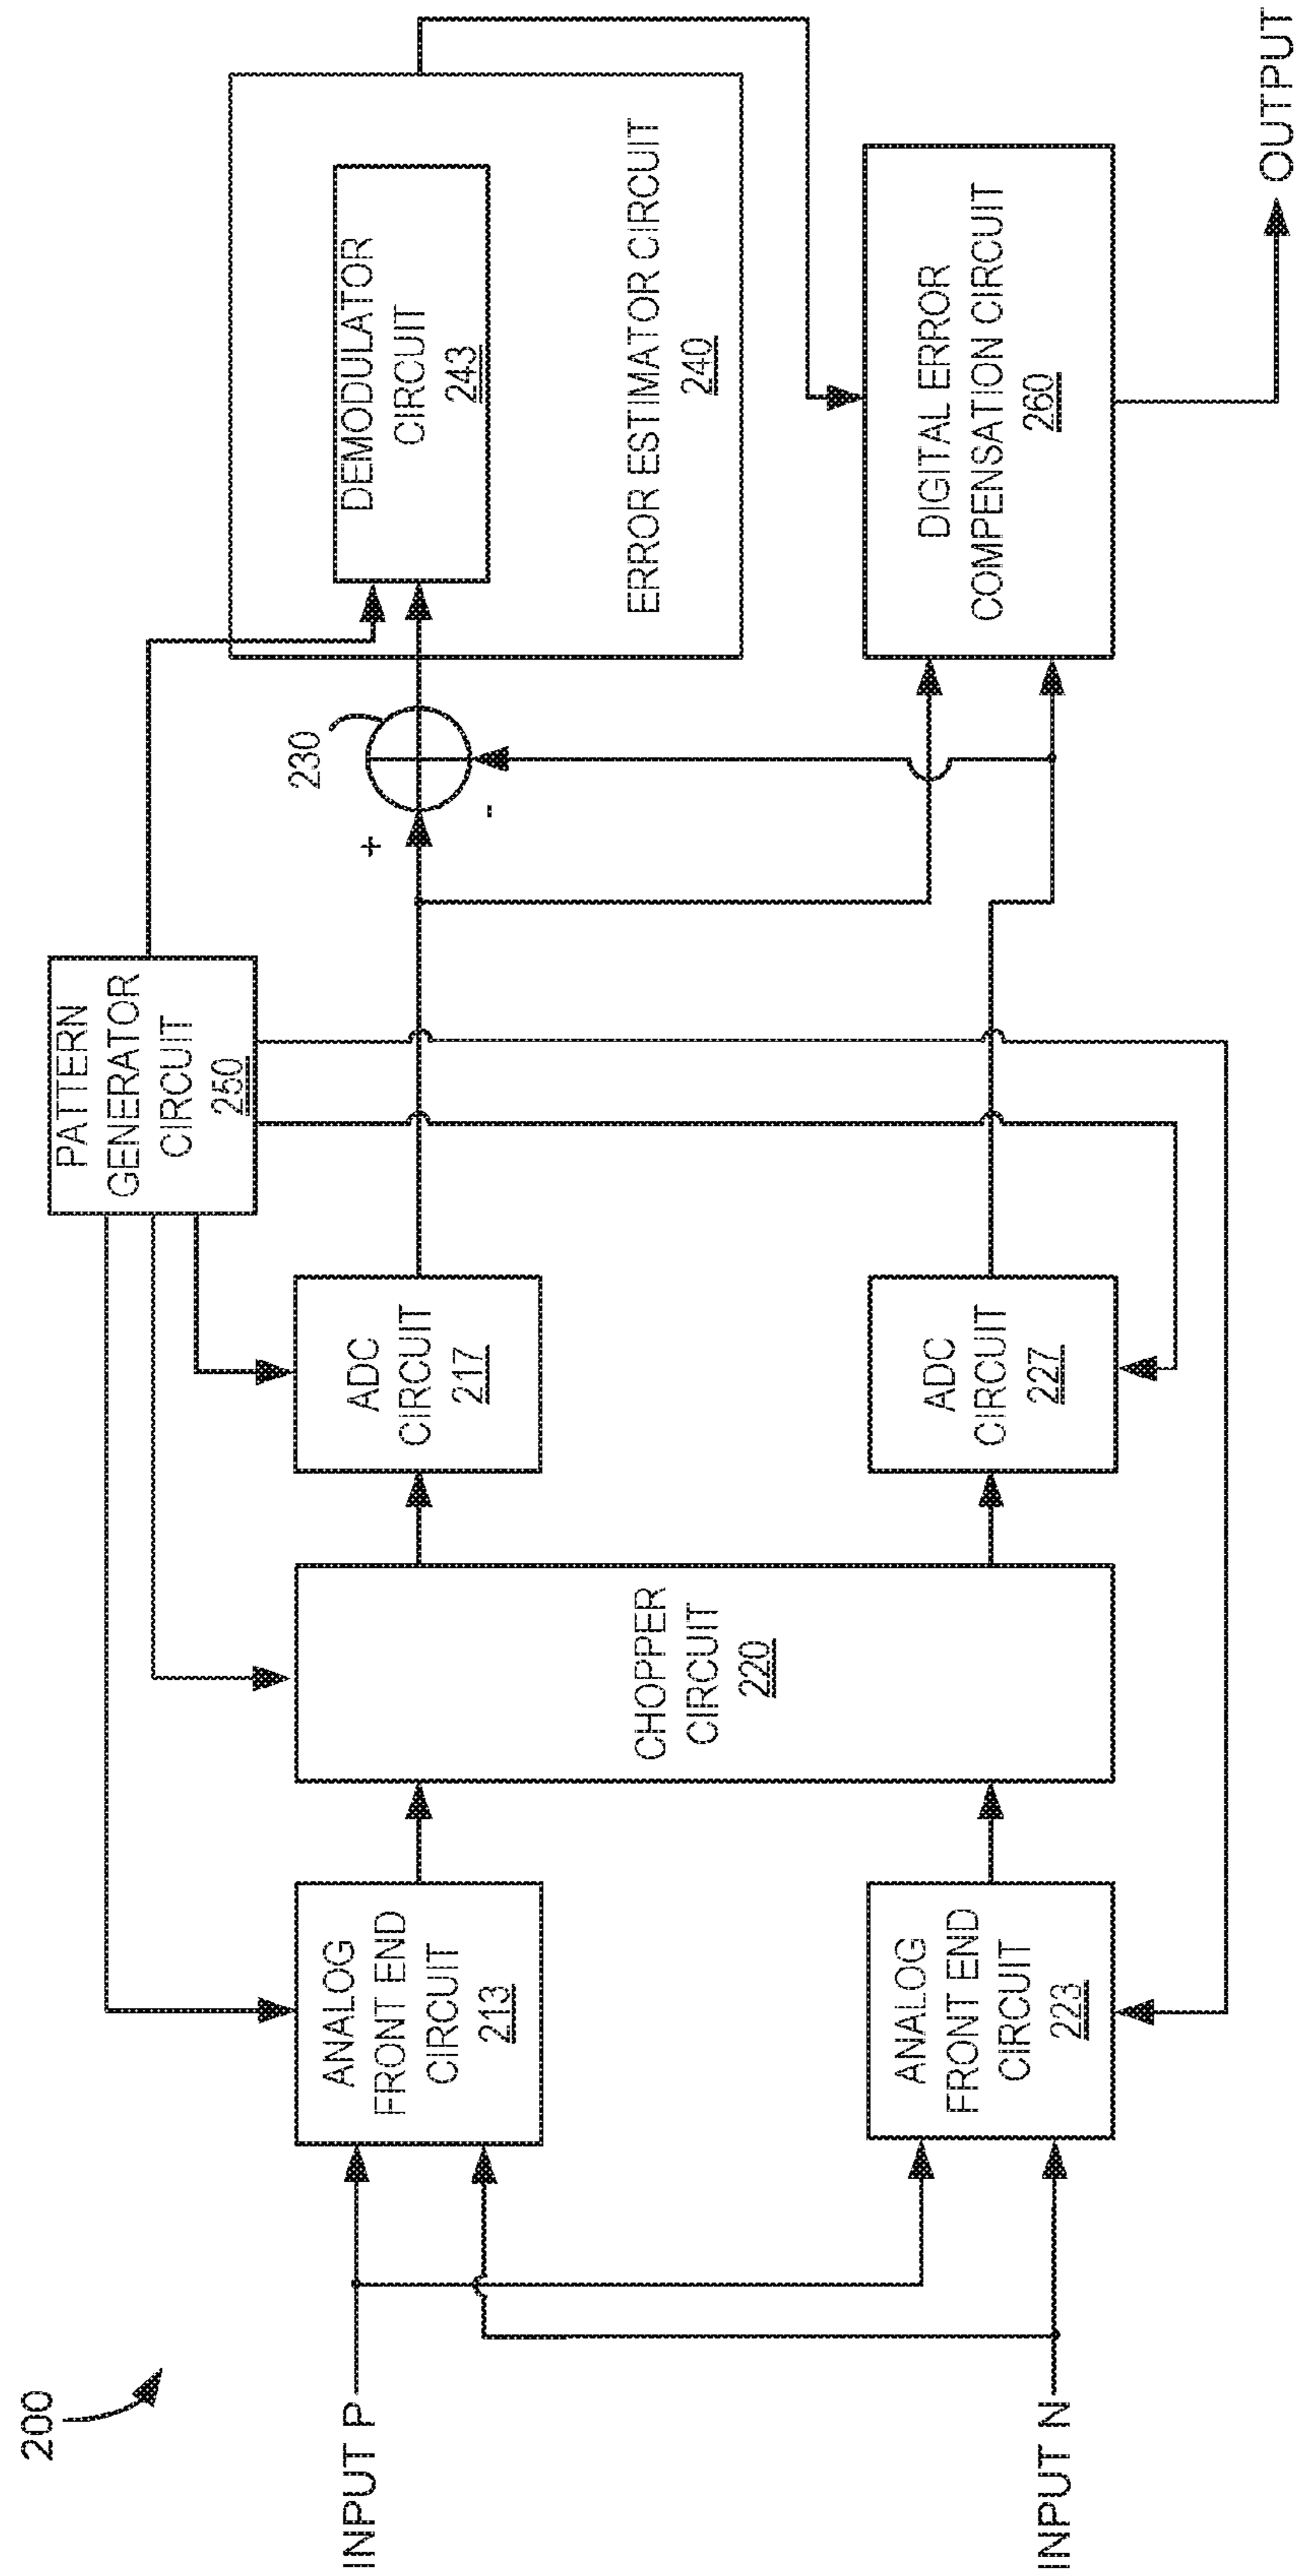 200
PATTERN
GENERATOR
CIRCUIT
250
INPUT P
INPUT N
ANALOG
FRONT END
CIRCUIT
213
ANALOG
FRONT END
CIRCUIT
223
CHOPPER
CIRCUIT
220
ADC
CIRCUIT
217
ADC
CIRCUIT
227
+
-
230
DEMODULATOR
CIRCUIT
243
ERROR ESTIMATOR CIRCUIT
240
DIGITAL ERROR
COMPENSATION CIRCUIT
260
OUTPUT